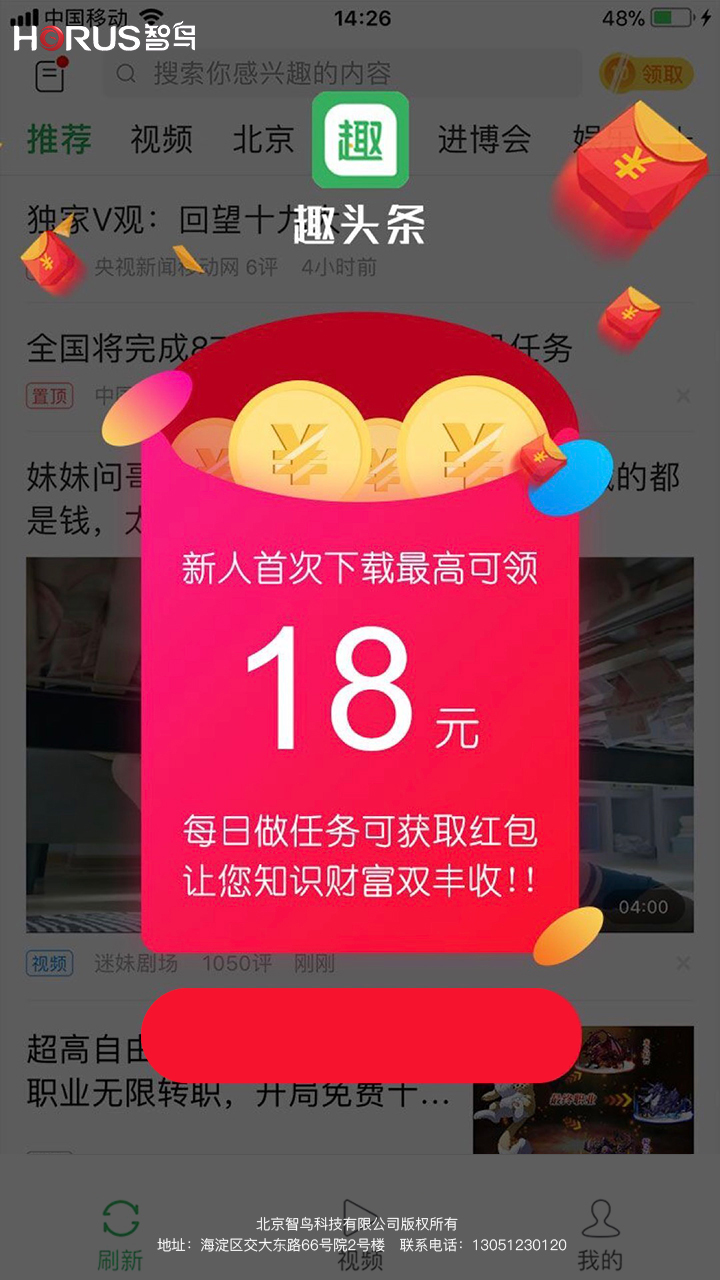 中国移动
14:26
48%
HORUS智鸟
搜索你感兴趣的内容
领取
推荐 视频 北京
趣
进博会
趣头条
独家V观：回望十九
央视新闻移动网 6评 4小时前
全国将完成
任务
置顶
妹妹问
的都
是钱，
新人首次下载最高可领
18元
每日做任务可获取红包
让您知识财富双丰收！！
04:00
视频 迷妹剧场 1050评 刚刚
超高自由
职业无限转职，开局免费十...
最终职业
北京智鸟科技有限公司版权所有
地址：海淀区交大东路66号院2号楼 联系电话：13051230120
刷新 视频 我的